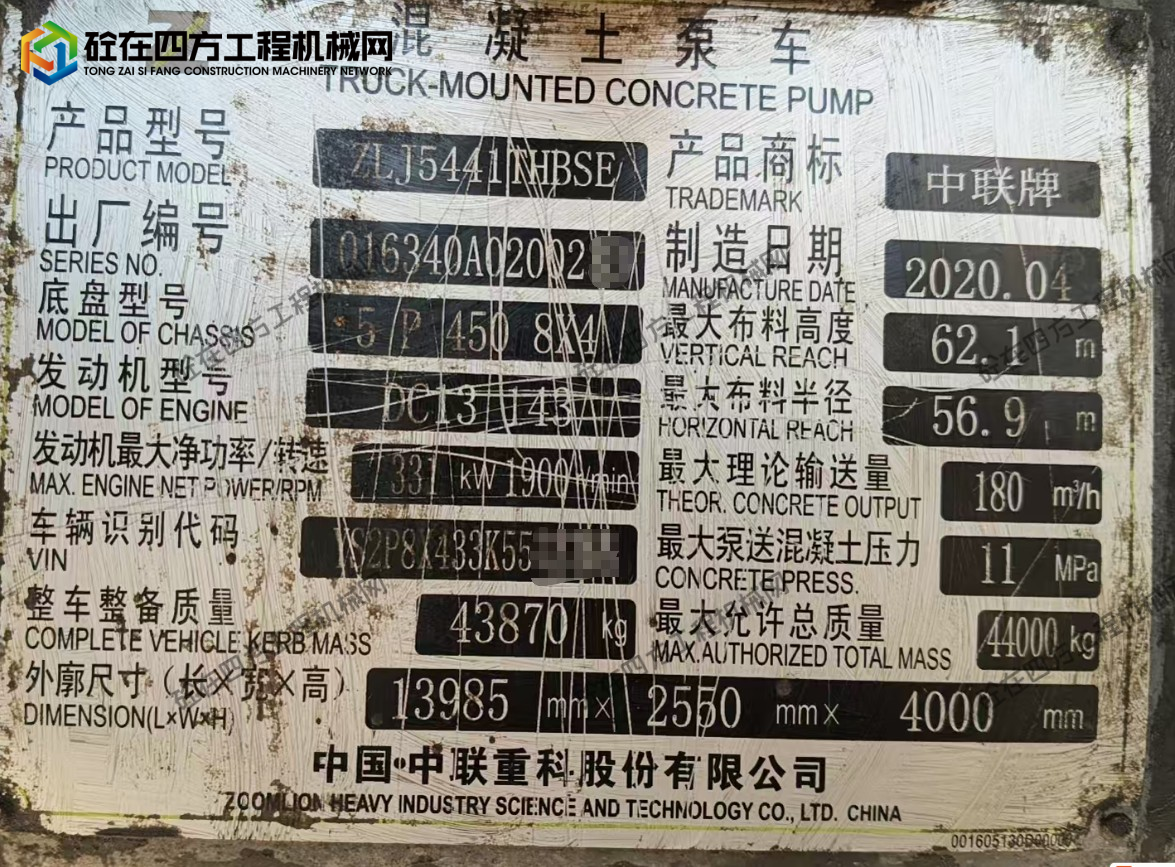 砼在四方工程机械网
TONG ZAI SI FANG CONSTRUCTION MACHINERY NETWORK
混凝土泵车
TRUCK-MOUNTED CONCRETE PUMP
产品型号 ZLJ5441THBSE 产品商标 中联牌
PRODUCT MODEL TRADEMARK
出厂编号 016340A02002 制造日期 2020.04
SERIES NO. MANUFACTURE DATE
底盘型号 5 P 450 8X4 最大布料高度 62.1 m
MODEL OF CHASSIS VERTICAL REACH
发动机型号 DC13 143 最大布料半径 56.9 m
MODEL OF ENGINE HORIZONTAL REACH
发动机最大净功率/转速 331 kW 1900 r/min 最大理论输送量 180 m³/h
MAX. ENGINE NET POWER/RPM THEOR. CONCRETE OUTPUT
车辆识别代码 YS2P8X433K55 最大泵送混凝土压力 11 MPa
VIN CONCRETE PRESS.
整车整备质量 43870 kg 最大允许总质量 44000 kg
COMPLETE VEHICLE KERB MASS MAX.AUTHORIZED TOTAL MASS
外廓尺寸（长×宽×高） 13985 mm× 2550 mm× 4000 mm
DIMENSION(L×W×H)
中国·中联重科股份有限公司
ZOOMLION HEAVY INDUSTRY SCIENCE AND TECHNOLOGY CO., LTD. CHINA